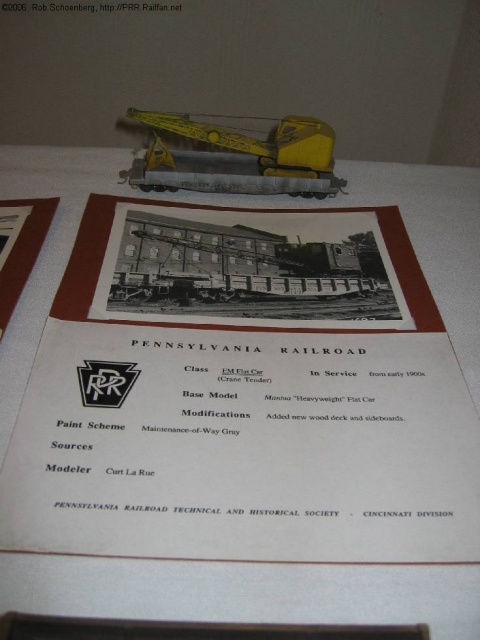 ©2006, Rob Schoenberg, http://PRR.Railfan.net
PENNSYLVANIA RAILROAD
PRR
Class FM Flat Car In Service from early 1900s
(Crane Tender)
Base Model Mantua "Heavyweight" Flat Car
Modifications Added new wood deck and sideboards.
Paint Scheme Maintenance-of-Way Gray
Sources
Modeler Curt La Rue
PENNSYLVANIA RAILROAD TECHNICAL AND HISTORICAL SOCIETY - CINCINNATI DIVISION